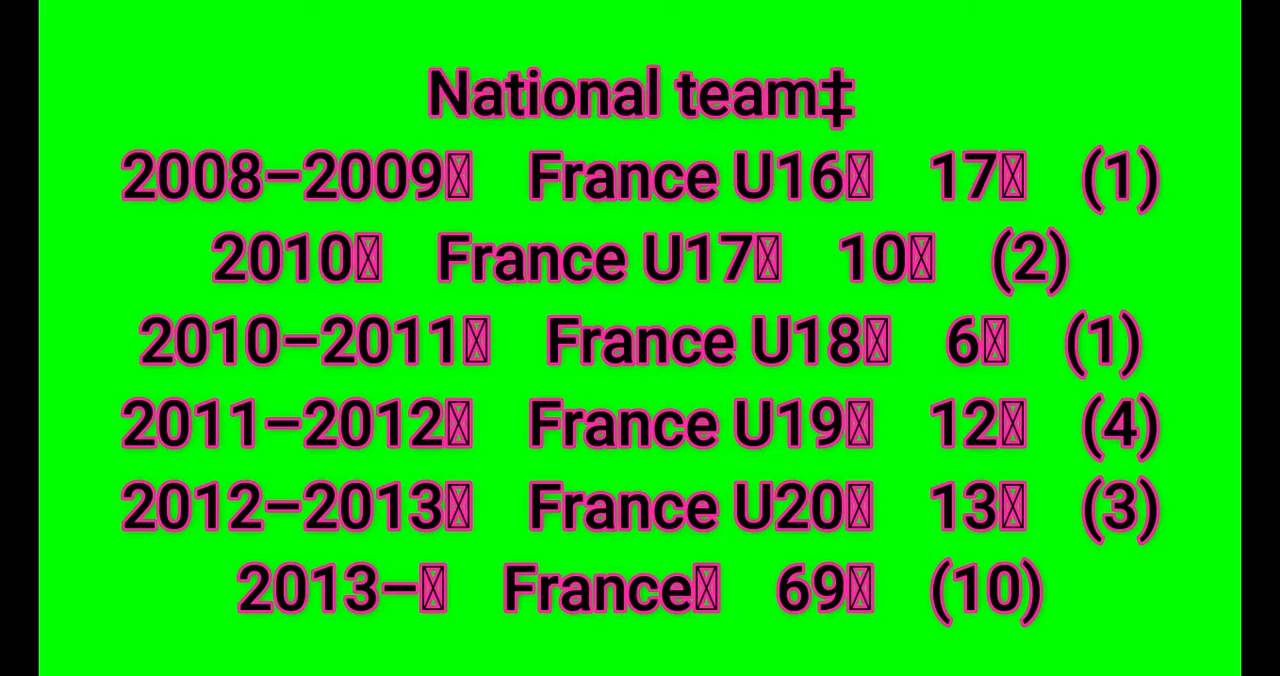 National team‡
2008–2009 France U16 17 (1)
2010 France U17 10 (2)
2010–2011 France U18 6 (1)
2011–2012 France U19 12 (4)
2012–2013 France U20 13 (3)
2013– France 69 (10)